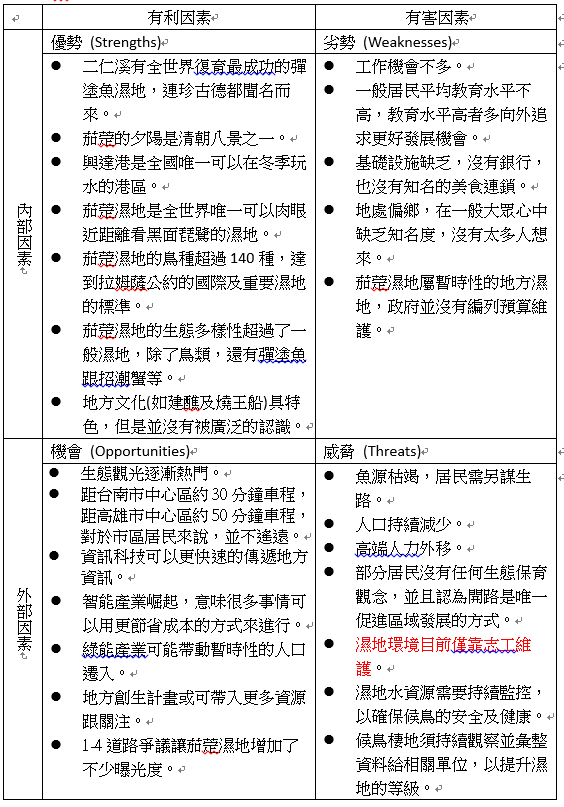 有利因素
有害因素
內部因素
優勢 (Strengths)
● 二仁溪有全世界復育最成功的彈
塗魚濕地，連珍古德都聞名而
來。
● 茄萣的夕陽是清朝八景之一。
● 興達港是全國唯一可以在冬季玩
水的港區。
● 茄萣濕地是全世界唯一可以肉眼
近距離看黑面琵鷺的濕地。
● 茄萣濕地的鳥種超過 140 種，達
到拉姆薩公約的國際及重要濕地
的標準。
● 茄萣濕地的生態多樣性超過了一
般濕地，除了鳥類，還有彈塗魚
跟招潮蟹等。
● 地方文化(如建醮及燒王船)具特
色，但是並沒有被廣泛的認識。
劣勢 (Weaknesses)
● 工作機會不多。
● 一般居民平均教育水平不
高，教育水平高者多向外追
求更好發展機會。
● 基礎設施缺乏，沒有銀行，
也沒有知名的美食連鎖。
● 地處偏鄉，在一般大眾心中
缺乏知名度，沒有太多人想
來。
● 茄萣濕地屬暫時性的地方濕
地，政府並沒有編列預算維
護。
外部因素
機會 (Opportunities)
● 生態觀光逐漸熱門。
● 距台南市中心區約 30 分鐘車程，
距高雄市中心區約 50 分鐘車程，
對於市區居民來說，並不遙遠。
● 資訊科技可以更快速的傳遞地方
資訊。
● 智能產業崛起，意味很多事情可
以用更節省成本的方式來進行。
● 綠能產業可能帶動暫時性的人口
遷入。
● 地方創生計畫或可帶入更多資源
跟關注。
● 1-4 道路爭議讓茄萣濕地增加了
不少曝光度。
威脅 (Threats)
● 魚源枯竭，居民需另謀生
路。
● 人口持續減少。
● 高端人力外移。
● 部分居民沒有任何生態保育
觀念，並且認為開路是唯一
促進區域發展的方式。
● 濕地環境目前僅靠志工維
護。
● 濕地水資源需要持續監控，
以確保候鳥的安全及健康。
● 候鳥棲地須持續觀察並彙整
資料給相關單位，以提升濕
地的等級。